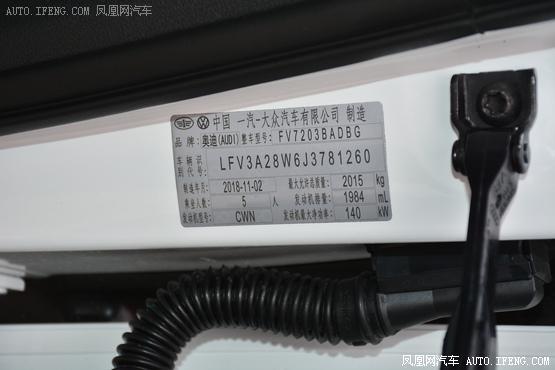 AUTO.IFENG.COM 凤凰网汽车
中国 一汽-大众汽车有限公司 制造
品牌: 奥迪(AUDI) 整车型号: FV7203BADBG
车辆识别代号: LFV3A28W6J3781260
制造年月 2018-11-02 最大允许总质量 2015 kg
乘坐人数 5 人 发动机排量 1984 mL
发动机型号 CWN 发动机最大净功率 140 kW
凤凰网汽车 AUTO.IFENG.COM